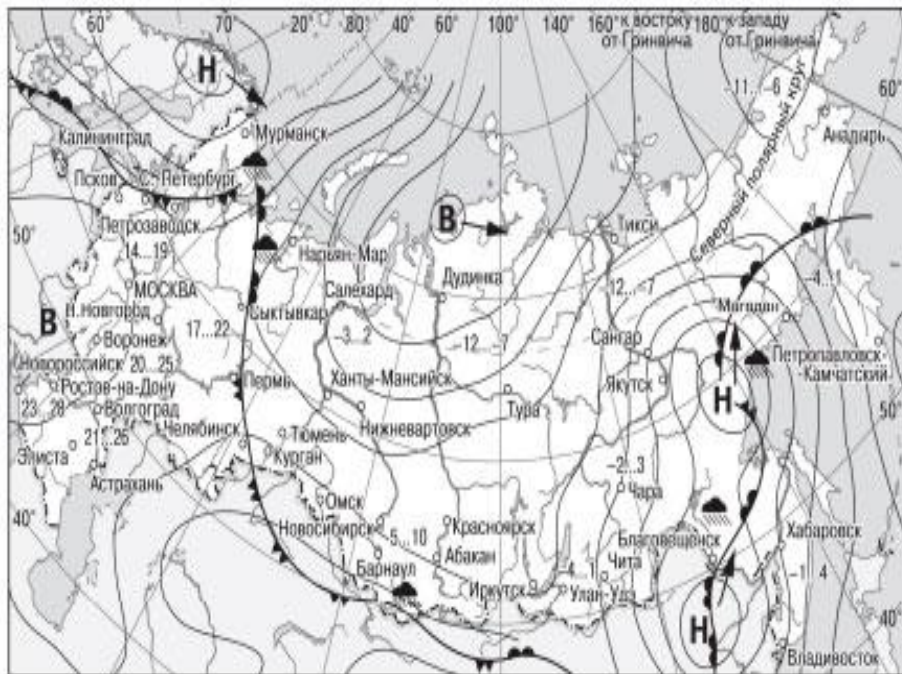 60°
70°
20° 30° 40°
60°
80°
100°
120°
140°
160° к востоку
от Гринвича
180° к западу
от Гринвича
60°
Н
-11...-6
Анадырь
Северный полярный круг
Мурманск
Калининград
Псков
С.-Петербург
50°
Петрозаводск
14...19
В
Тикси
Нарьян-Мар
Дудинка
МОСКВА
Салехард
12...-7
-4...1
Магадан
Н.Новгород
Сыктывкар
В
17...22
-3...2
-12...-7
Сангар
Воронеж
Петропавловск-
Камчатский
Новороссийск
20...25
Ростов-на-Дону
Пермь
Ханты-Мансийск
Якутск
Н
23...28
Волгоград
Тура
50°
21...26
Челябинск
Тюмень
Нижневартовск
Элиста
Курган
-2...3
Астрахань
Чара
Омск
40°
Новосибирск
Красноярск
Хабаровск
5...10
Благовещенск
Абакан
Чита
Барнаул
Иркутск
-4...1
Улан-Удэ
-1...4
40°
Н
Владивосток